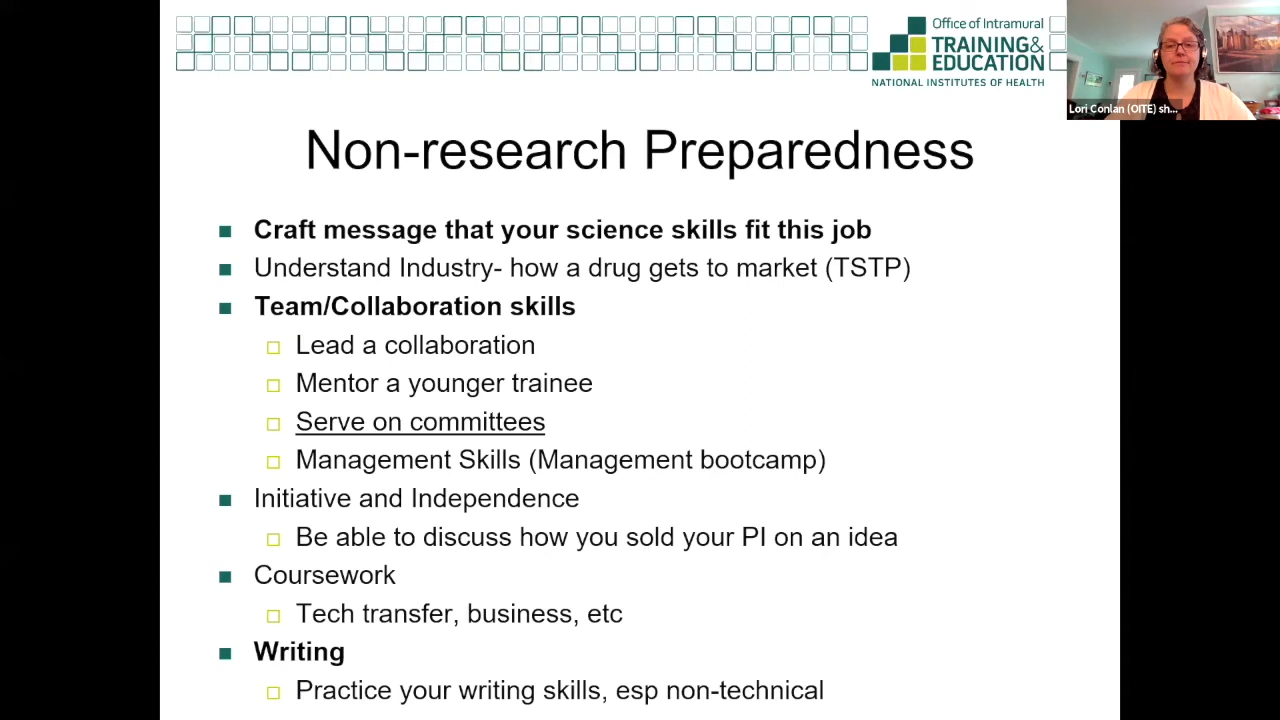 Office of Intramural
TRAINING&
EDUCATION
NATIONAL INSTITUTES OF HEALTH
Lori Conlan (OITE) sh...
Non-research Preparedness
Craft message that your science skills fit this job
Understand Industry- how a drug gets to market (TSTP)
Team/Collaboration skills
Lead a collaboration
Mentor a younger trainee
Serve on committees
Management Skills (Management bootcamp)
Initiative and Independence
Be able to discuss how you sold your PI on an idea
Coursework
Tech transfer, business, etc
Writing
Practice your writing skills, esp non-technical